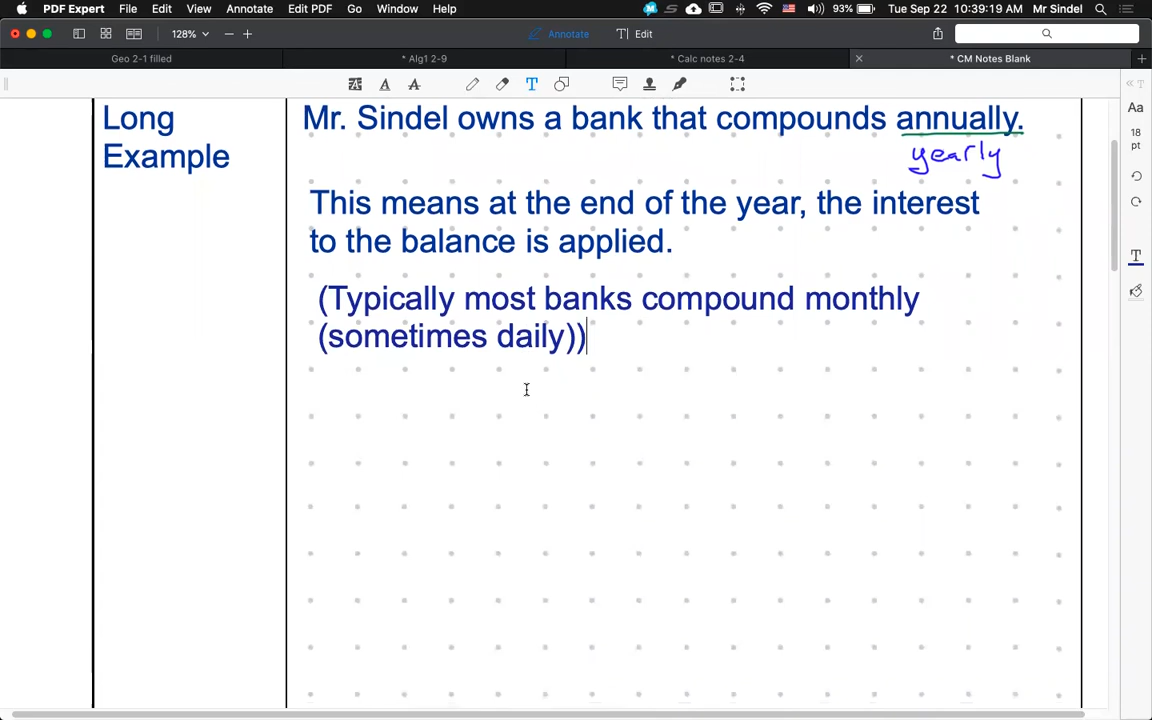 PDF Expert File Edit View Annotate Edit PDF Go Window Help 93% Tue Sep 22 10:39:19 AM Mr Sindel
128% Annotate Edit
Geo 2-1 filled * Alg1 2-9 * Calc notes 2-4 * CM Notes Blank
Long Example
Mr. Sindel owns a bank that compounds annually.
yearly
This means at the end of the year, the interest
to the balance is applied.
(Typically most banks compound monthly
(sometimes daily))
Aa
18
pt